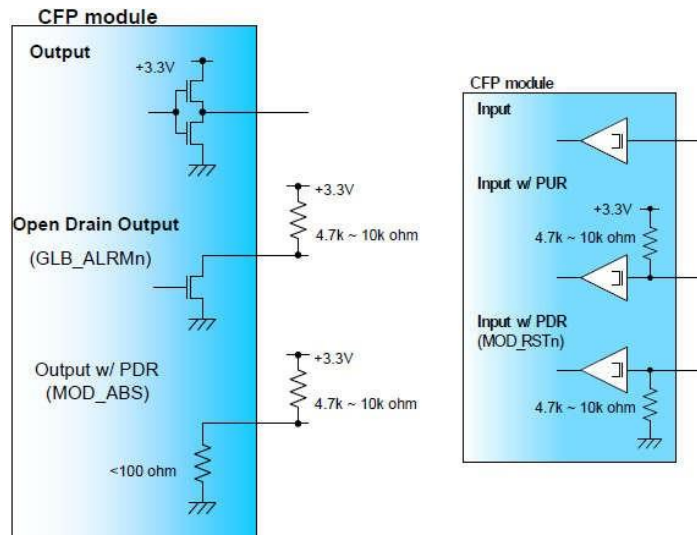 CFP module
Output
+3.3V
+3.3V
4.7k ~ 10k ohm
Open Drain Output
(GLB_ALRMn)
Output w/ PDR
(MOD_ABS)
+3.3V
4.7k ~ 10k ohm
<100 ohm
CFP module
Input
Input w/ PUR
+3.3V
4.7k ~ 10k ohm
Input w/ PDR
(MOD_RSTn)
4.7k ~ 10k ohm